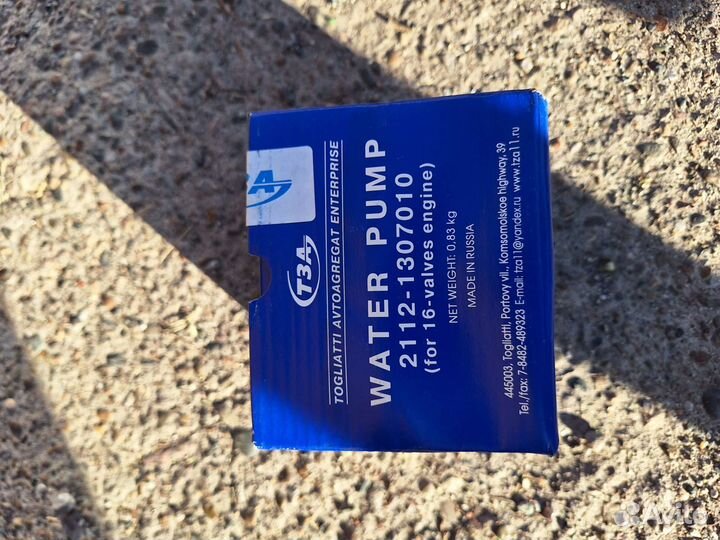 ТЗА
TOGLIATTI AVTOAGREGAT ENTERPRISE
WATER PUMP
2112-1307010
(for 16-valves engine)
NET WEIGHT: 0.83 kg
MADE IN RUSSIA
445003, Togliatti, Portovy vil., Komsomolskoe highway, 39
Tel./fax: 7-8482-489323 E-mail: tza11@yandex.ru www.tza11.ru
ЗА
Avito